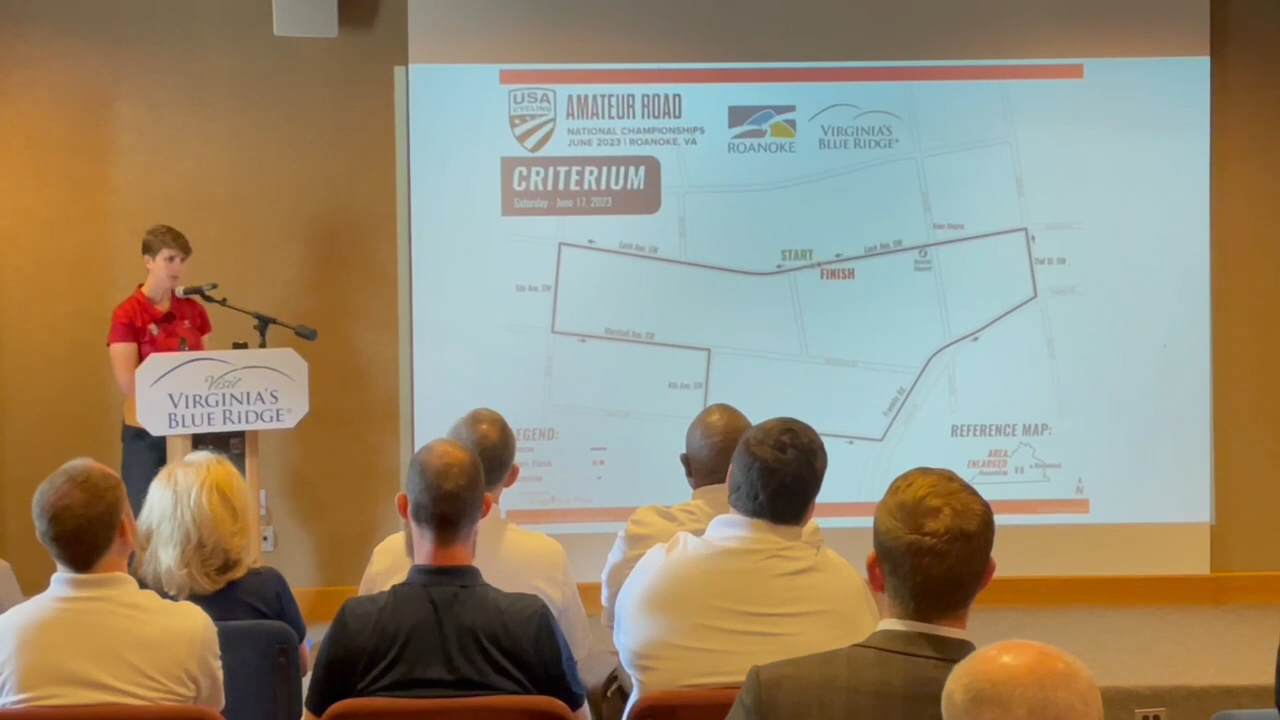 USA
CYCLING
AMATEUR ROAD
NATIONAL CHAMPIONSHIPS
JUNE 2023 | ROANOKE, VA
ROANOKE
VIRGINIA'S
BLUE RIDGE®
CRITERIUM
Saturday - June 17, 2023
Luck Ave. SW
START
Luck Ave. SW
FINISH
2nd St. SW
5th Ave. SW
Marshall Ave. SW
4th Ave. SW
Franklin Rd.
LEGEND:
REFERENCE MAP:
AREA
ENLARGED
VA
N
Visit
VIRGINIA'S
BLUE RIDGE®